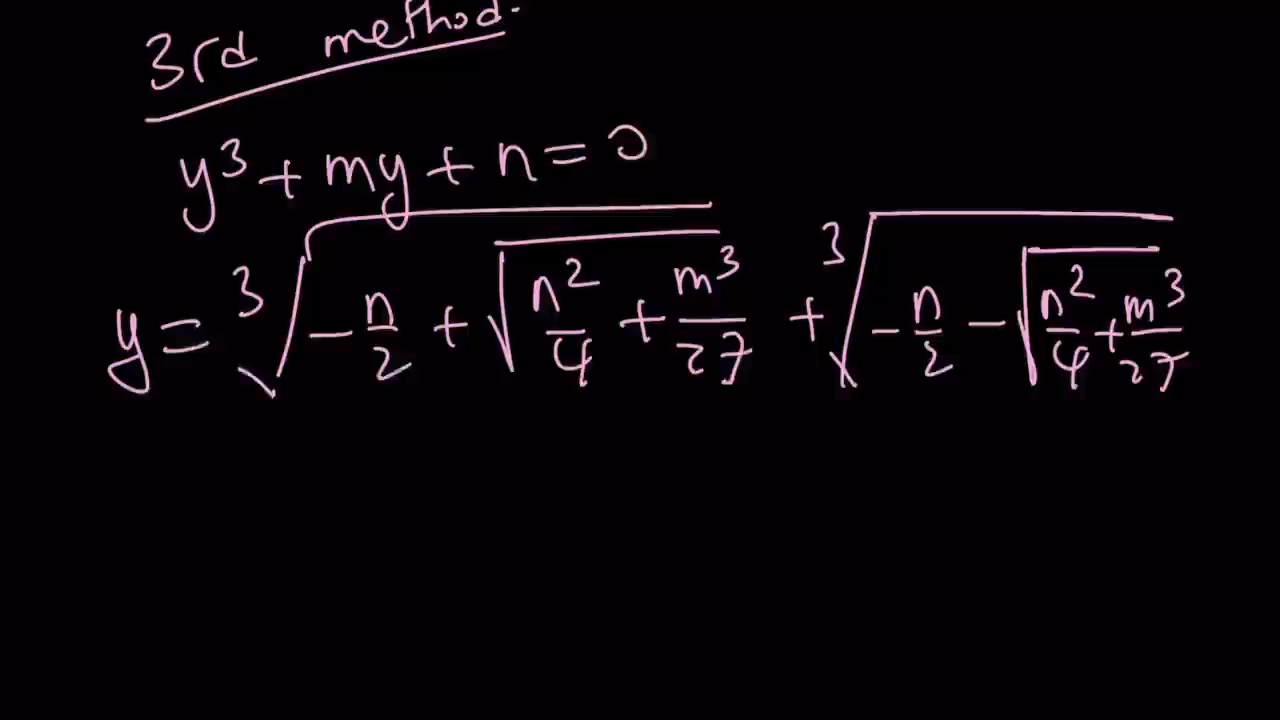 3rd method.
y³ + my + n = 0
y = ∛(-n/2 + √(n²/4 + m³/27)) + ∛(-n/2 - √(n²/4 + m³/27))